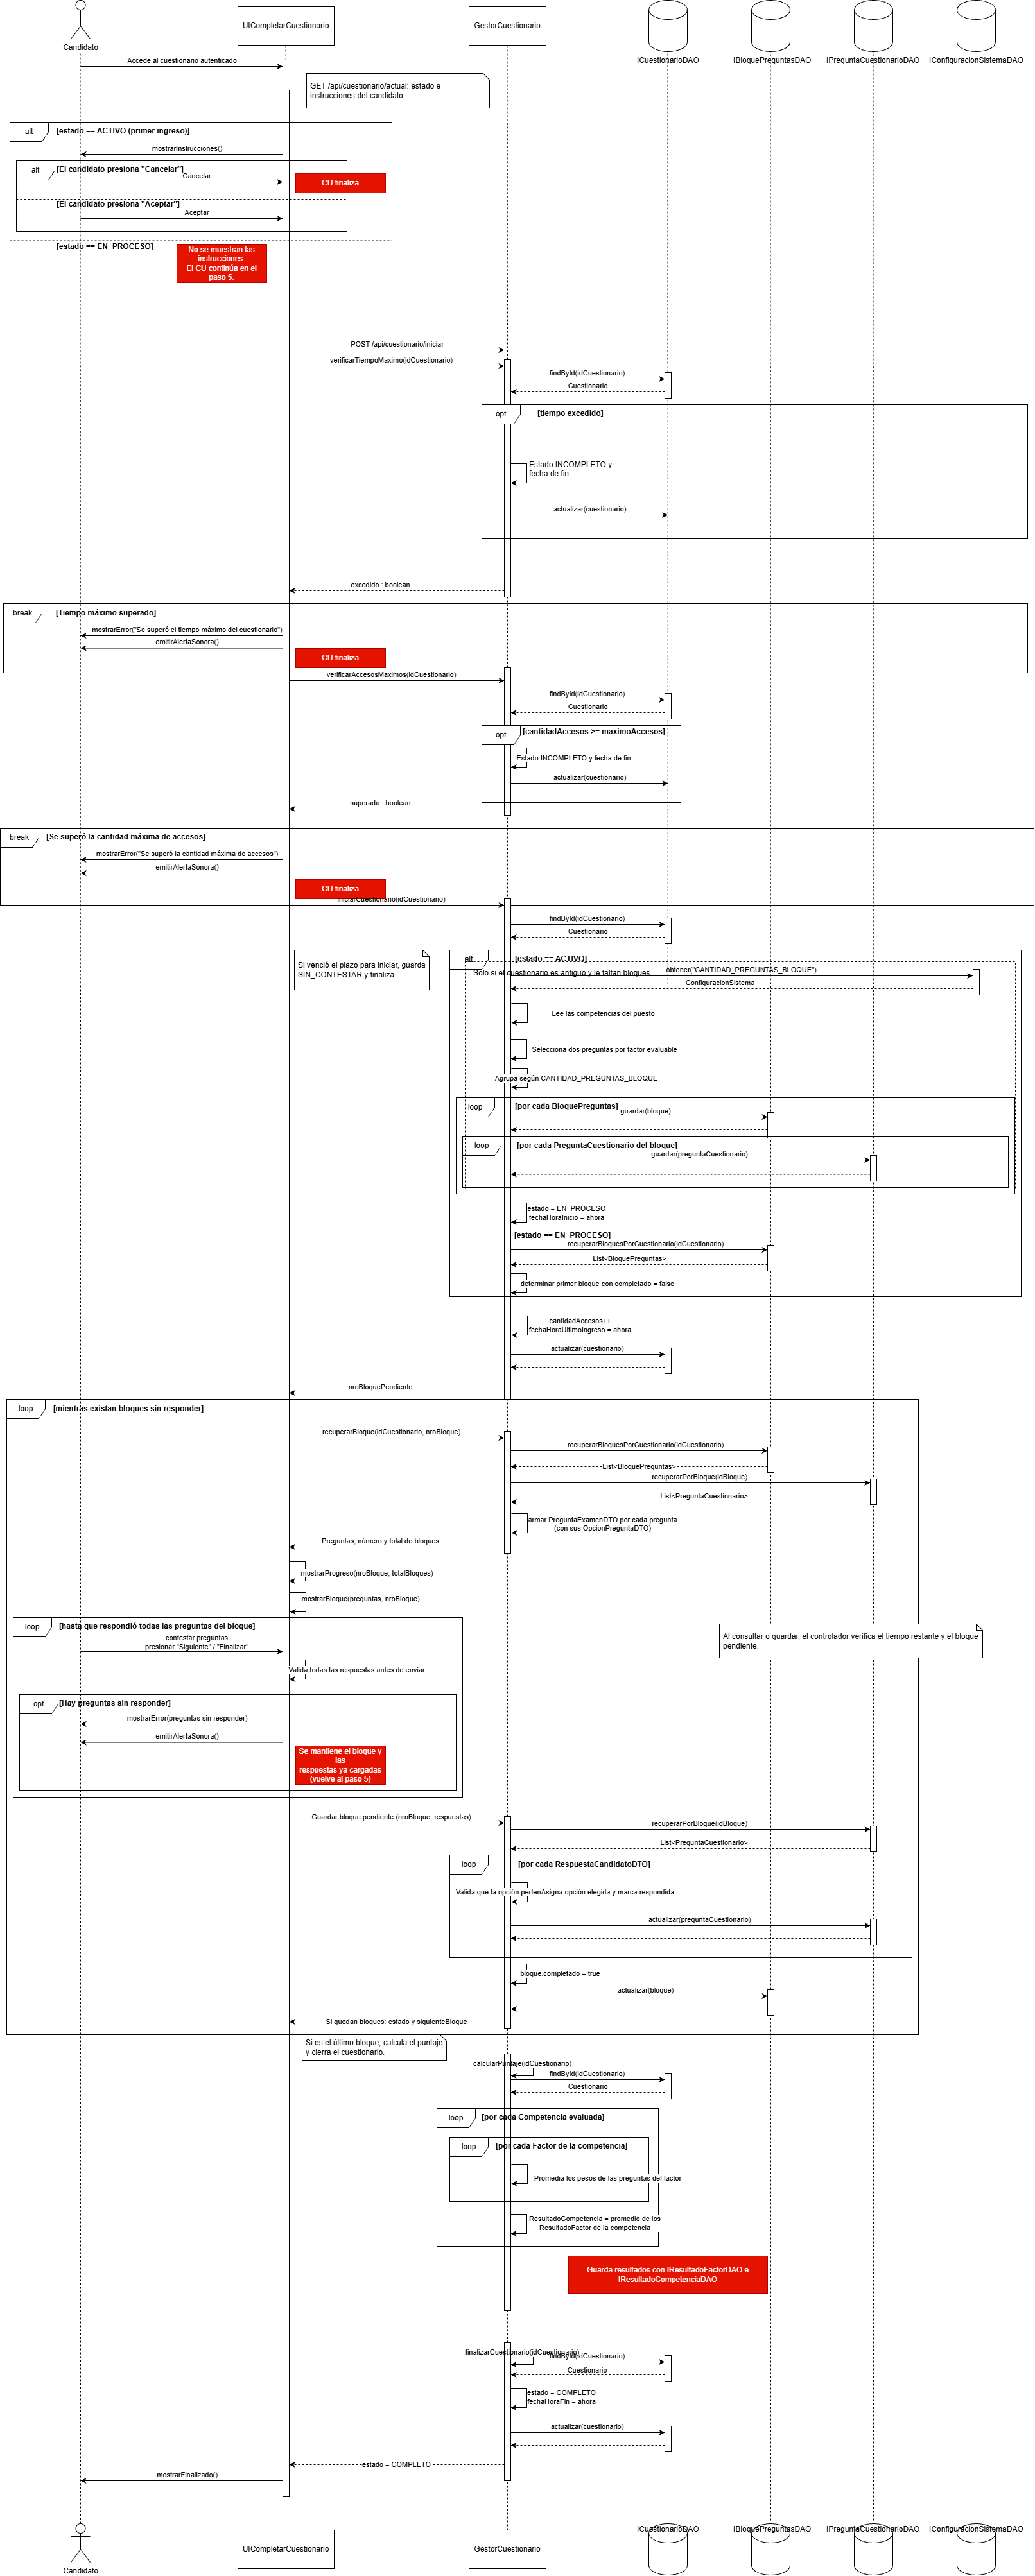 UICompletarCuestionario
GestorCuestionario
Candidato
ICuestionarioDAO
IBloquePreguntasDAO
IPreguntaCuestionarioDAO
IConfiguracionSistemaDAO
Accede al cuestionario autenticado
GET /api/cuestionario/actual: estado e
instrucciones del candidato.
alt
[estado == ACTIVO (primer ingreso)]
mostrarInstrucciones()
alt
[El candidato presiona "Cancelar"]
Cancelar
CU finaliza
[El candidato presiona "Aceptar"]
Aceptar
[estado == EN_PROCESO]
No se muestran las
instrucciones.
El CU continúa en el
paso 5.
POST /api/cuestionario/iniciar
verificarTiempoMaximo(idCuestionario)
findById(idCuestionario)
Cuestionario
opt
[tiempo excedido]
Estado INCOMPLETO y
fecha de fin
actualizar(cuestionario)
excedido : boolean
break
[Tiempo máximo superado]
mostrarError("Se superó el tiempo máximo del cuestionario")
emitirAlertaSonora()
CU finaliza
verificarAccesosMaximos(idCuestionario)
findById(idCuestionario)
Cuestionario
opt
[cantidadAccesos >= maximoAccesos]
Estado INCOMPLETO y fecha de fin
actualizar(cuestionario)
superado : boolean
break
[Se superó la cantidad máxima de accesos]
mostrarError("Se superó la cantidad máxima de accesos")
emitirAlertaSonora()
CU finaliza
iniciarCuestionario(idCuestionario)
findById(idCuestionario)
Cuestionario
Si venció el plazo para iniciar, guarda
SIN_CONTESTAR y finaliza.
alt
[estado == ACTIVO]
Solo si el cuestionario es antiguo y le faltan bloques
obtener("CANTIDAD_PREGUNTAS_BLOQUE")
ConfiguracionSistema
Lee las competencias del puesto
Selecciona dos preguntas por factor evaluable
Agrupa según CANTIDAD_PREGUNTAS_BLOQUE
loop
[por cada BloquePreguntas]
guardar(bloque)
loop
[por cada PreguntaCuestionario del bloque]
guardar(preguntaCuestionario)
estado = EN_PROCESO
fechaHoraInicio = ahora
[estado == EN_PROCESO]
recuperarBloquesPorCuestionario(idCuestionario)
List<BloquePreguntas>
determinar primer bloque con completado = false
cantidadAccesos++
fechaHoraUltimoIngreso = ahora
actualizar(cuestionario)
nroBloquePendiente
loop
[mientras existan bloques sin responder]
recuperarBloque(idCuestionario, nroBloque)
recuperarBloquesPorCuestionario(idCuestionario)
List<BloquePreguntas>
recuperarPorBloque(idBloque)
List<PreguntaCuestionario>
armar PreguntaExamenDTO por cada pregunta
(con sus OpcionPreguntaDTO)
Preguntas, número y total de bloques
mostrarProgreso(nroBloque, totalBloques)
mostrarBloque(preguntas, nroBloque)
loop
[hasta que respondió todas las preguntas del bloque]
contestar preguntas
presionar "Siguiente" / "Finalizar"
Al consultar o guardar, el controlador verifica el tiempo restante y el bloque
pendiente.
Valida todas las respuestas antes de enviar
opt
[Hay preguntas sin responder]
mostrarError(preguntas sin responder)
emitirAlertaSonora()
Se mantiene el bloque y
las
respuestas ya cargadas
(vuelve al paso 5)
Guardar bloque pendiente (nroBloque, respuestas)
recuperarPorBloque(idBloque)
List<PreguntaCuestionario>
loop
[por cada RespuestaCandidatoDTO]
Valida que la opción pertenAsigna opción elegida y marca respondida
actualizar(preguntaCuestionario)
bloque.completado = true
actualizar(bloque)
Si quedan bloques: estado y siguienteBloque
Si es el último bloque, calcula el puntaje
y cierra el cuestionario.
calcularPuntaje(idCuestionario)
findById(idCuestionario)
Cuestionario
loop
[por cada Competencia evaluada]
loop
[por cada Factor de la competencia]
Promedia los pesos de las preguntas del factor
ResultadoCompetencia = promedio de los
ResultadoFactor de la competencia
Guarda resultados con IResultadoFactorDAO e
IResultadoCompetenciaDAO
finalizarCuestionario(idCuestionario)
findById(idCuestionario)
Cuestionario
estado = COMPLETO
fechaHoraFin = ahora
actualizar(cuestionario)
estado = COMPLETO
mostrarFinalizado()
Candidato
UICompletarCuestionario
GestorCuestionario
ICuestionarioDAO
IBloquePreguntasDAO
IPreguntaCuestionarioDAO
IConfiguracionSistemaDAO